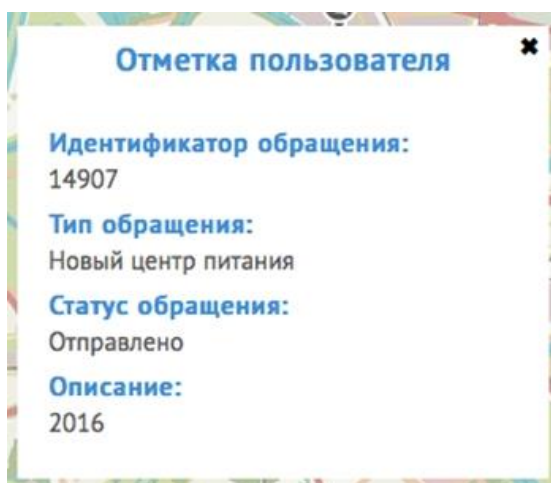 Отметка пользователя
Идентификатор обращения:
14907
Тип обращения:
Новый центр питания
Статус обращения:
Отправлено
Описание:
2016